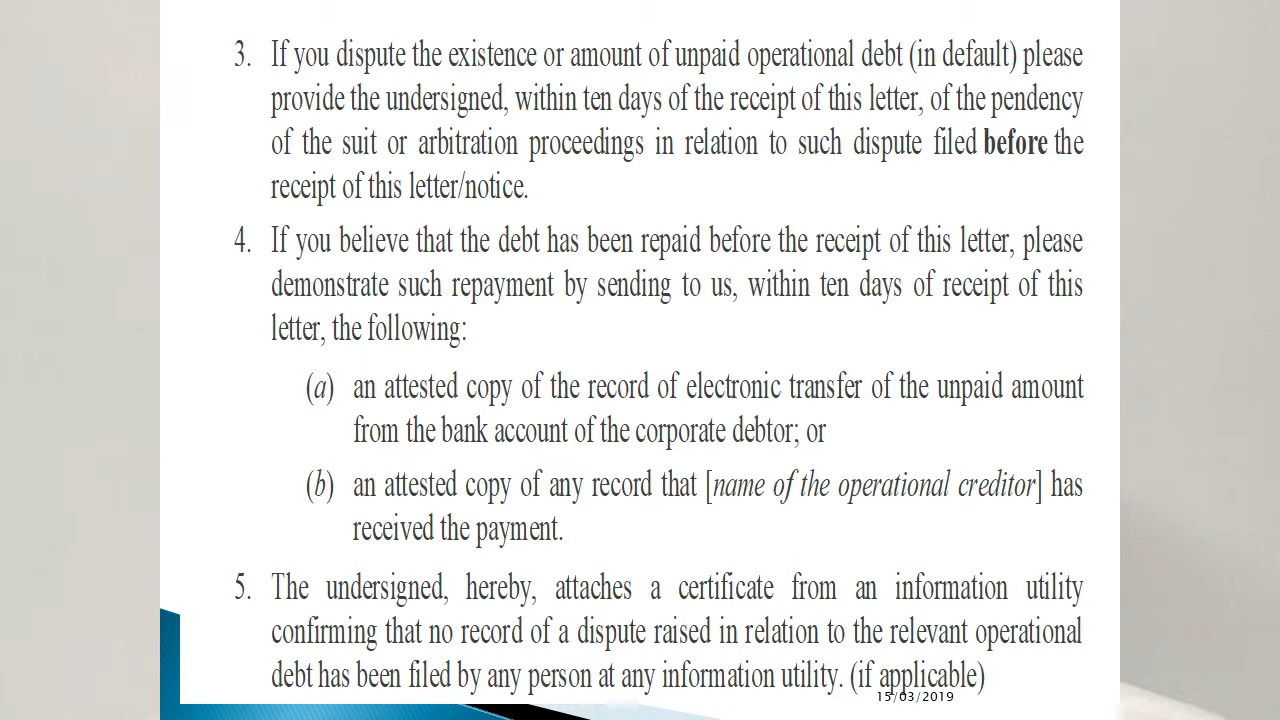 3. If you dispute the existence or amount of unpaid operational debt (in default) please
provide the undersigned, within ten days of the receipt of this letter, of the pendency
of the suit or arbitration proceedings in relation to such dispute filed before the
receipt of this letter/notice.
4. If you believe that the debt has been repaid before the receipt of this letter, please
demonstrate such repayment by sending to us, within ten days of receipt of this
letter, the following:
(a) an attested copy of the record of electronic transfer of the unpaid amount
from the bank account of the corporate debtor; or
(b) an attested copy of any record that [name of the operational creditor] has
received the payment.
5. The undersigned, hereby, attaches a certificate from an information utility
confirming that no record of a dispute raised in relation to the relevant operational
debt has been filed by any person at any information utility. (if applicable)
15/03/2019